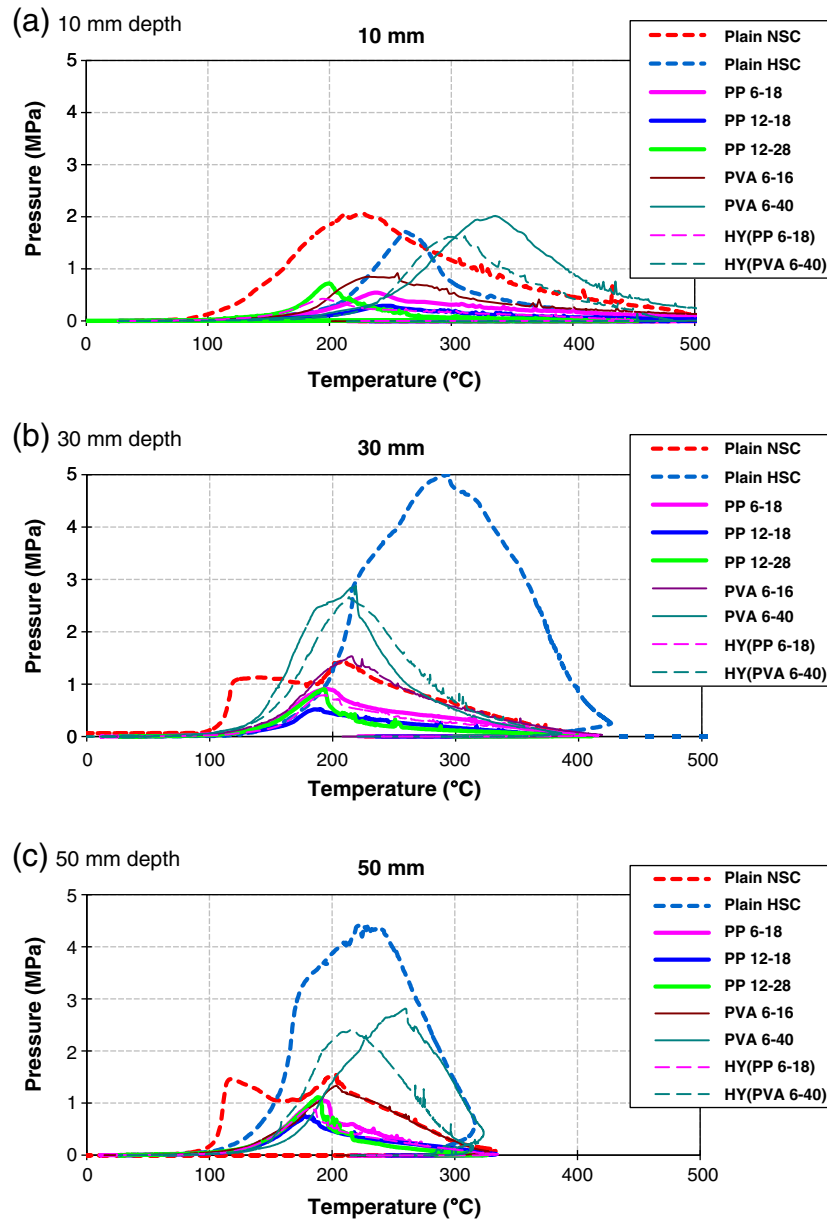 (a) 10 mm depth
10 mm
Pressure (MPa)
5
4
3
2
1
0
0 100 200 300 400 500
Temperature (°C)
Plain NSC
Plain HSC
PP 6-18
PP 12-18
PP 12-28
PVA 6-16
PVA 6-40
HY(PP 6-18)
HY(PVA 6-40)
(b) 30 mm depth
30 mm
Pressure (MPa)
5
4
3
2
1
0
0 100 200 300 400 500
Temperature (°C)
Plain NSC
Plain HSC
PP 6-18
PP 12-18
PP 12-28
PVA 6-16
PVA 6-40
HY(PP 6-18)
HY(PVA 6-40)
(c) 50 mm depth
50 mm
Pressure (MPa)
5
4
3
2
1
0
0 100 200 300 400 500
Temperature (°C)
Plain NSC
Plain HSC
PP 6-18
PP 12-18
PP 12-28
PVA 6-16
PVA 6-40
HY(PP 6-18)
HY(PVA 6-40)